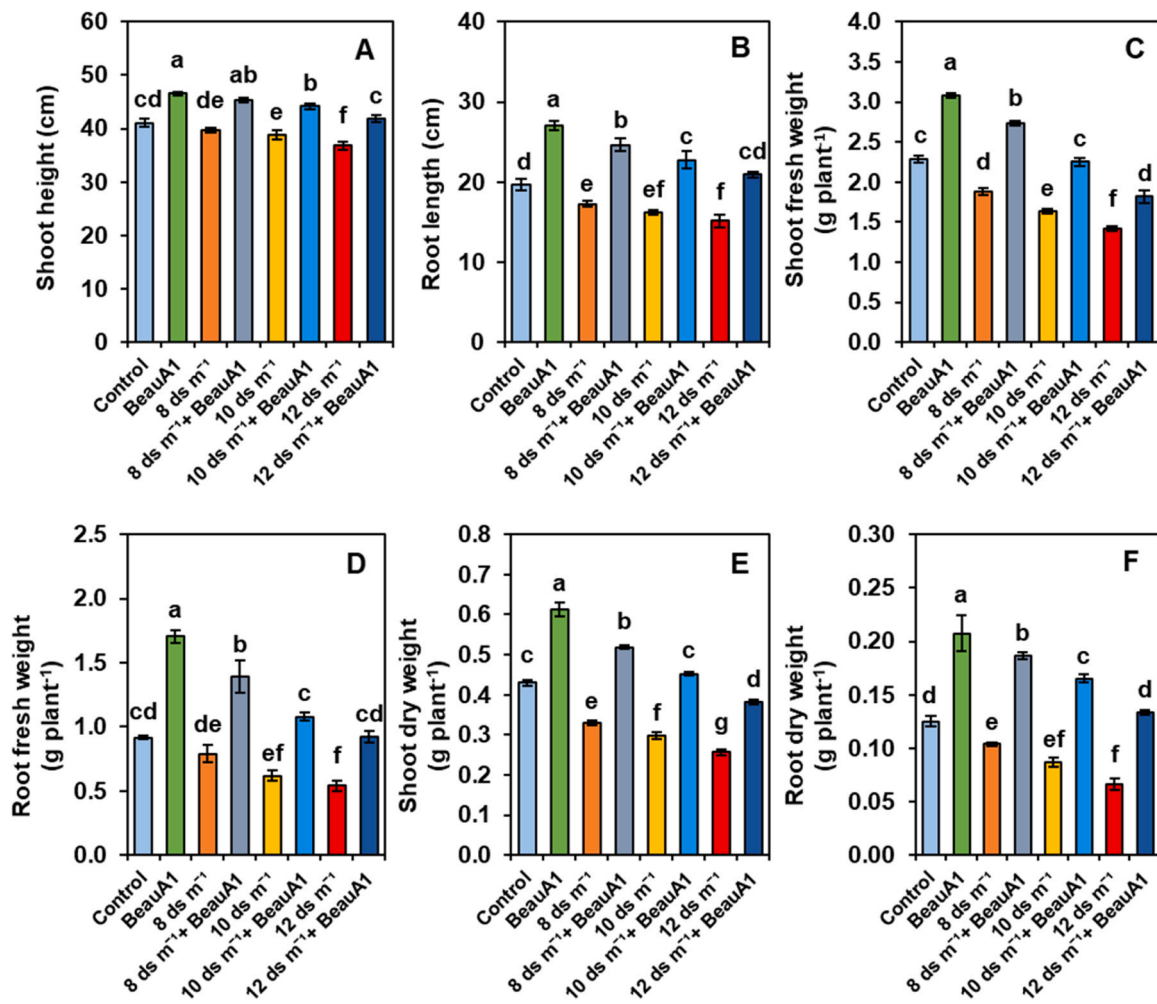 A
Shoot height (cm)
60
50
40
30
20
10
0
cd
a
de
ab
e
b
f
c
Control
BeauA1
8 ds m⁻¹
8 ds m⁻¹+ BeauA1
10 ds m⁻¹
10 ds m⁻¹+ BeauA1
12 ds m⁻¹
12 ds m⁻¹+ BeauA1
B
Root length (cm)
40
30
20
10
0
d
a
e
b
ef
c
f
cd
Control
BeauA1
8 ds m⁻¹
8 ds m⁻¹+ BeauA1
10 ds m⁻¹
10 ds m⁻¹+ BeauA1
12 ds m⁻¹
12 ds m⁻¹+ BeauA1
C
Shoot fresh weight
(g plant⁻¹)
4.0
3.5
3.0
2.5
2.0
1.5
1.0
0.5
0.0
c
a
d
b
e
c
f
d
Control
BeauA1
8 ds m⁻¹
8 ds m⁻¹+ BeauA1
10 ds m⁻¹
10 ds m⁻¹+ BeauA1
12 ds m⁻¹
12 ds m⁻¹+ BeauA1
D
Root fresh weight
(g plant⁻¹)
2.5
2.0
1.5
1.0
0.5
0.0
cd
a
de
b
ef
c
f
cd
Control
BeauA1
8 ds m⁻¹
8 ds m⁻¹+ BeauA1
10 ds m⁻¹
10 ds m⁻¹+ BeauA1
12 ds m⁻¹
12 ds m⁻¹+ BeauA1
E
Shoot dry weight
(g plant⁻¹)
0.8
0.7
0.6
0.5
0.4
0.3
0.2
0.1
0.0
c
a
e
b
f
c
g
d
Control
BeauA1
8 ds m⁻¹
8 ds m⁻¹+ BeauA1
10 ds m⁻¹
10 ds m⁻¹+ BeauA1
12 ds m⁻¹
12 ds m⁻¹+ BeauA1
F
Root dry weight
(g plant⁻¹)
0.30
0.25
0.20
0.15
0.10
0.05
0.00
d
a
e
b
ef
c
f
d
Control
BeauA1
8 ds m⁻¹
8 ds m⁻¹+ BeauA1
10 ds m⁻¹
10 ds m⁻¹+ BeauA1
12 ds m⁻¹
12 ds m⁻¹+ BeauA1